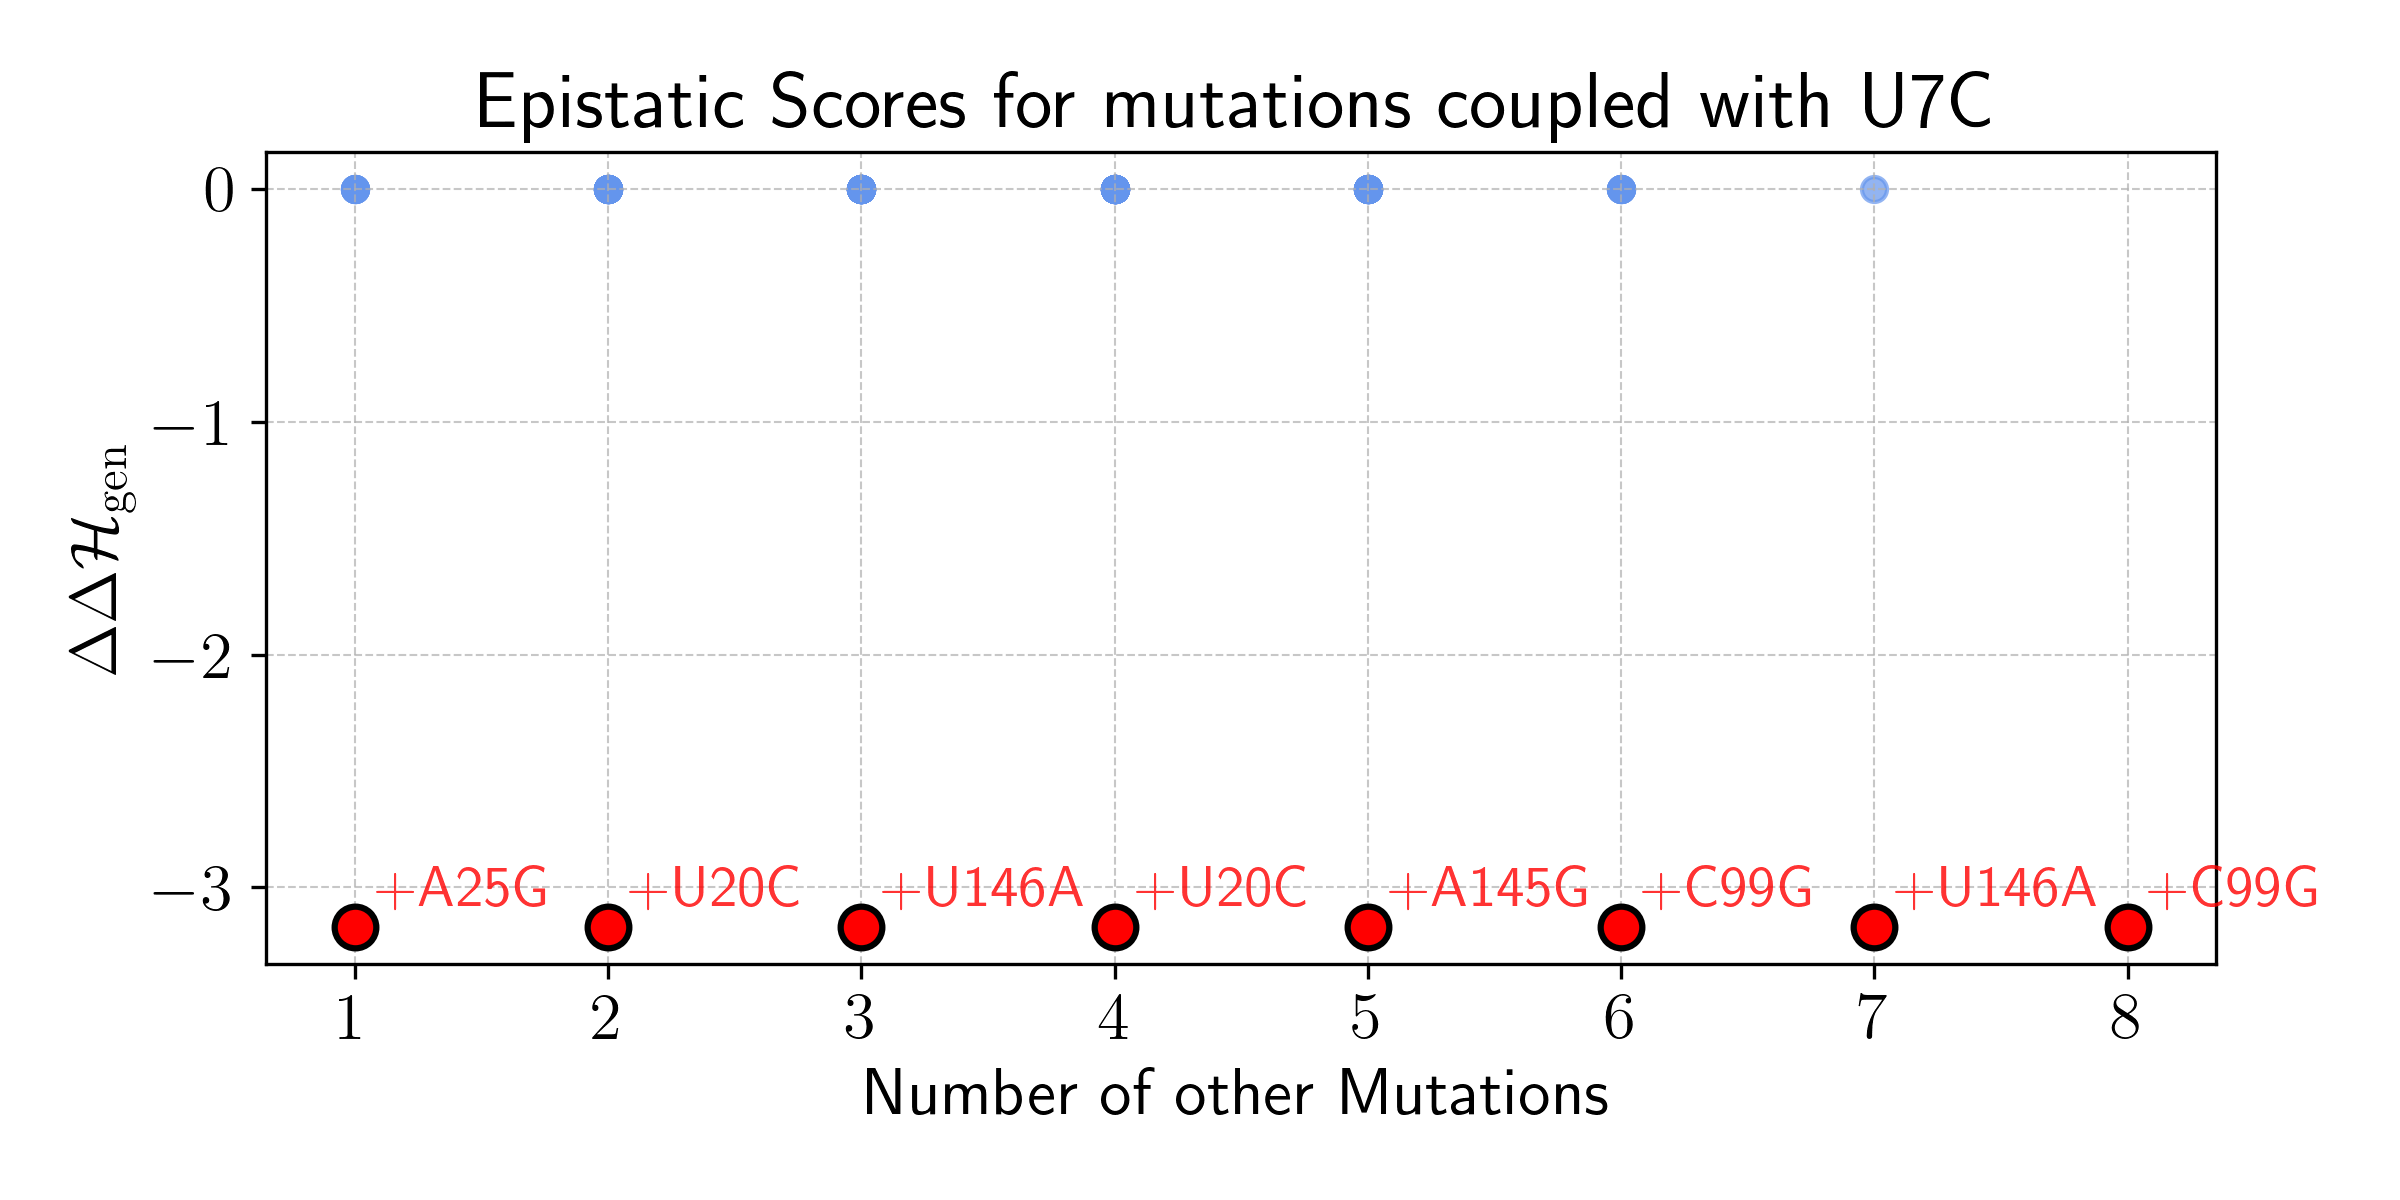 Epistatic Scores for mutations coupled with U7C
0
−1
−2
−3
ΔΔℋgen
+A25G +U20C +U146A +U20C +A145G +C99G +U146A +C99G
1 2 3 4 5 6 7 8
Number of other Mutations